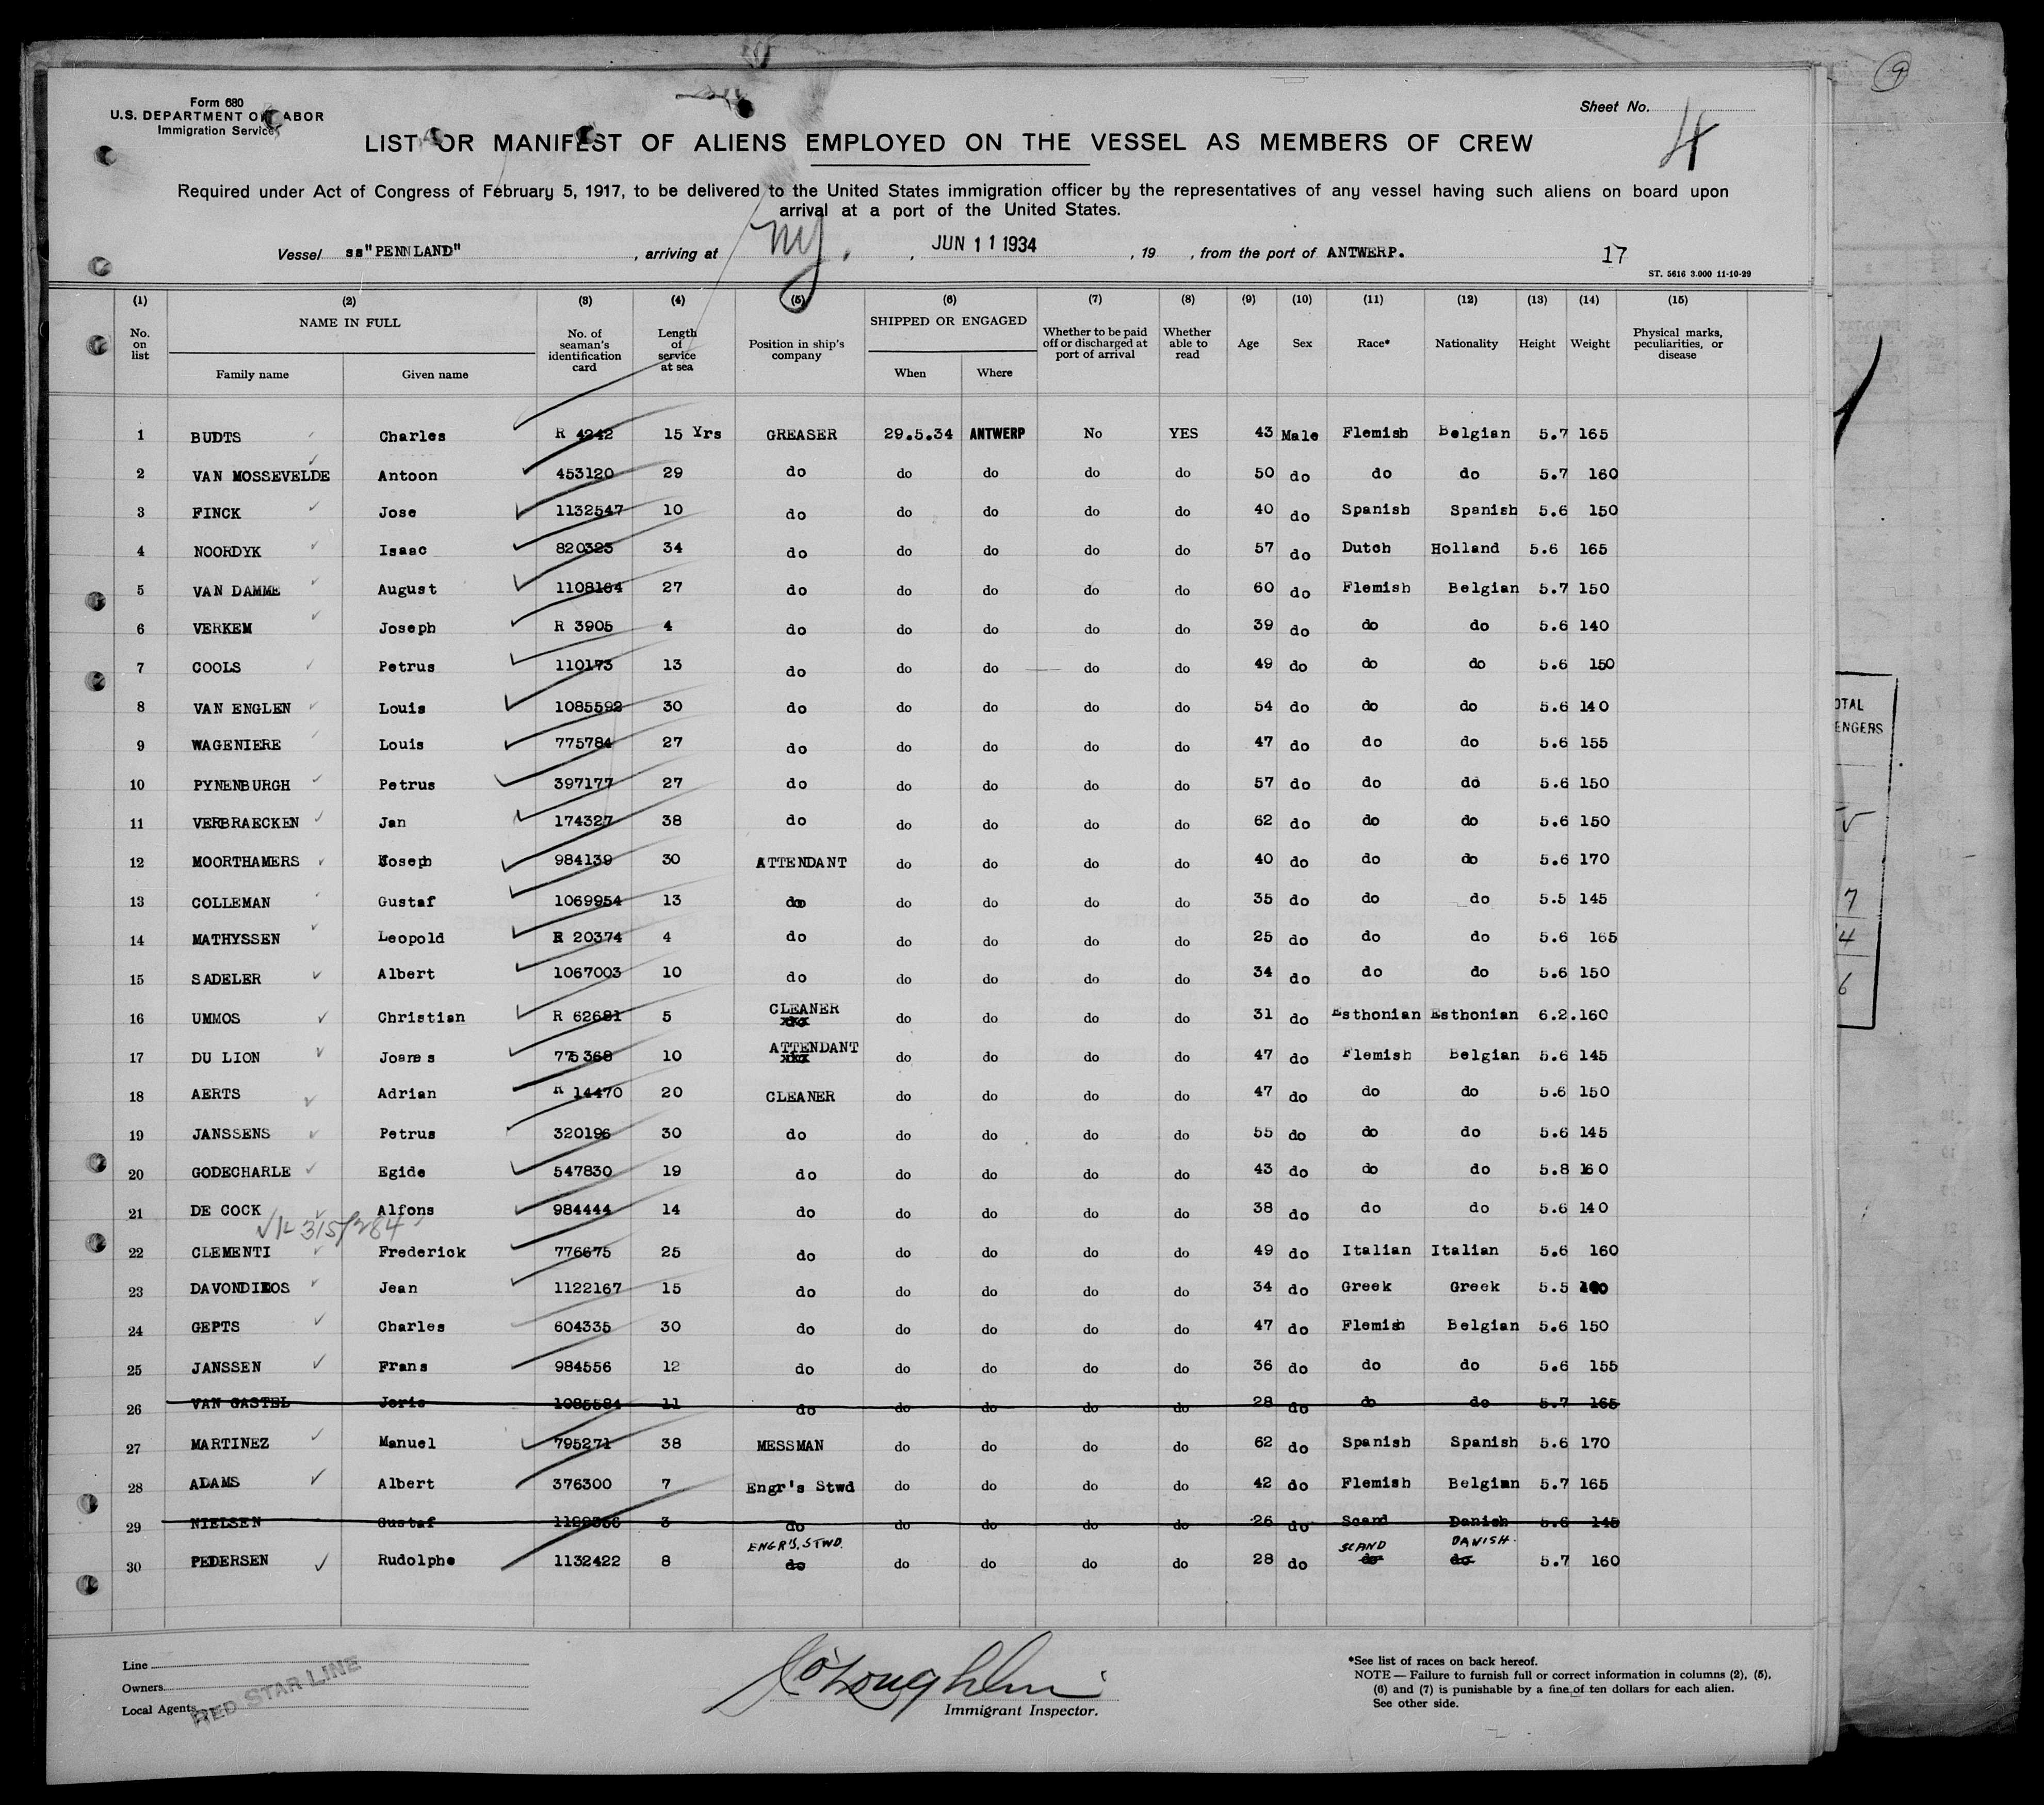 9
Form 680
U.S. DEPARTMENT OF LABOR
Immigration Service
Sheet No. 4
LIST OR MANIFEST OF ALIENS EMPLOYED ON THE VESSEL AS MEMBERS OF CREW
Required under Act of Congress of February 5, 1917, to be delivered to the United States immigration officer by the representatives of any vessel having such aliens on board upon
arrival at a port of the United States.
Vessel ss"PENNLAND" , arriving at NY. , JUN 11 1934 , 19 , from the port of ANTWERP. 17
ST. 5616 3.000 11-10-29
(1) (2) (3) (4) (5) (6) (7) (8) (9) (10) (11) (12) (13) (14) (15)
No. on list NAME IN FULL Family name Given name No. of seaman's identification card Length of service at sea Position in ship's company SHIPPED OR ENGAGED When Where Whether to be paid off or discharged at port of arrival Whether able to read Age Sex Race* Nationality Height Weight Physical marks, peculiarities, or disease
1 BUDTS Charles R 4242 15 Yrs GREASER 29.5.34 ANTWERP No YES 43 Male Flemish Belgian 5.7 165
2 VAN MOSSEVELDE Antoon 453120 29 do do do do do 50 do do do 5.7 160
3 FINCK Jose 1132547 10 do do do do do 40 do Spanish Spanish 5.6 150
4 NOORDYK Isaac 820323 34 do do do do do 57 do Dutch Holland 5.6 165
5 VAN DAMME August 1108164 27 do do do do do 60 do Flemish Belgian 5.7 150
6 VERKEM Joseph R 3905 4 do do do do do 39 do do do 5.6 140
7 COOLS Petrus 110173 13 do do do do do 49 do do do 5.6 150
8 VAN ENGLEN Louis 1085592 30 do do do do do 54 do do do 5.6 140
9 WAGENIERE Louis 775784 27 do do do do do 47 do do do 5.6 155
10 PYNENBURGH Petrus 397177 27 do do do do do 57 do do do 5.6 150
11 VERBRAECKEN Jan 174327 38 do do do do do 62 do do do 5.6 150
12 MOORTHAMERS Joseph 984139 30 ATTENDANT do do do do 40 do do do 5.6 170
13 COLLEMAN Gustaf 1069954 13 do do do do do 35 do do do 5.5 145
14 MATHYSSEN Leopold R 20374 4 do do do do do 25 do do do 5.6 165
15 SADELER Albert 1067003 10 do do do do do 34 do do do 5.6 150
16 UMMOS Christian R 62681 5 CLEANER do do do do 31 do Esthonian Esthonian 6.2. 160
17 DU LION Joanes 775368 10 ATTENDANT do do do do 47 do Flemish Belgian 5.6 145
18 AERTS Adrian R 14470 20 CLEANER do do do do 47 do do do 5.6 150
19 JANSSENS Petrus 320196 30 do do do do do 55 do do do 5.6 145
20 GODECHARLE Egide 547830 19 do do do do do 43 do do do 5.8 160
21 DE COCK Alfons 984444 14 do do do do do 38 do do do 5.6 140
22 CLEMENTI Frederick 776675 25 do do do do do 49 do Italian Italian 5.6 160
23 Jean 1122167 15 do do do do do 34 do Greek Greek 5.5
24 GEPTS Charles 604335 30 do do do do do 47 do Flemish Belgian 5.6 150
25 JANSSEN Frans 984556 12 do do do do do 36 do do do 5.6 155
26 VAN GASTEL Joris 1085584 11 do do do do do 28 do do do 5.7 165
27 MARTINEZ Manuel 795271 38 MESSMAN do do do do 62 do Spanish Spanish 5.6 170
28 ADAMS Albert 376300 7 Engr's Stwd do do do do 42 do Flemish Belgian 5.7 165
29 NIELSEN Gustaf 3 do do do do do 26 do Scand Danish 5.6 145
ENGR'S. STWD. SCAND DANISH.
30 PEDERSEN Rudolphe 1132422 8 do do do do do 28 do do do 5.7 160
Line
Owners
Local Agents
RED STAR LINE
Immigrant Inspector.
*See list of races on back hereof.
NOTE — Failure to furnish full or correct information in columns (2), (5),
(6) and (7) is punishable by a fine of ten dollars for each alien.
See other side.